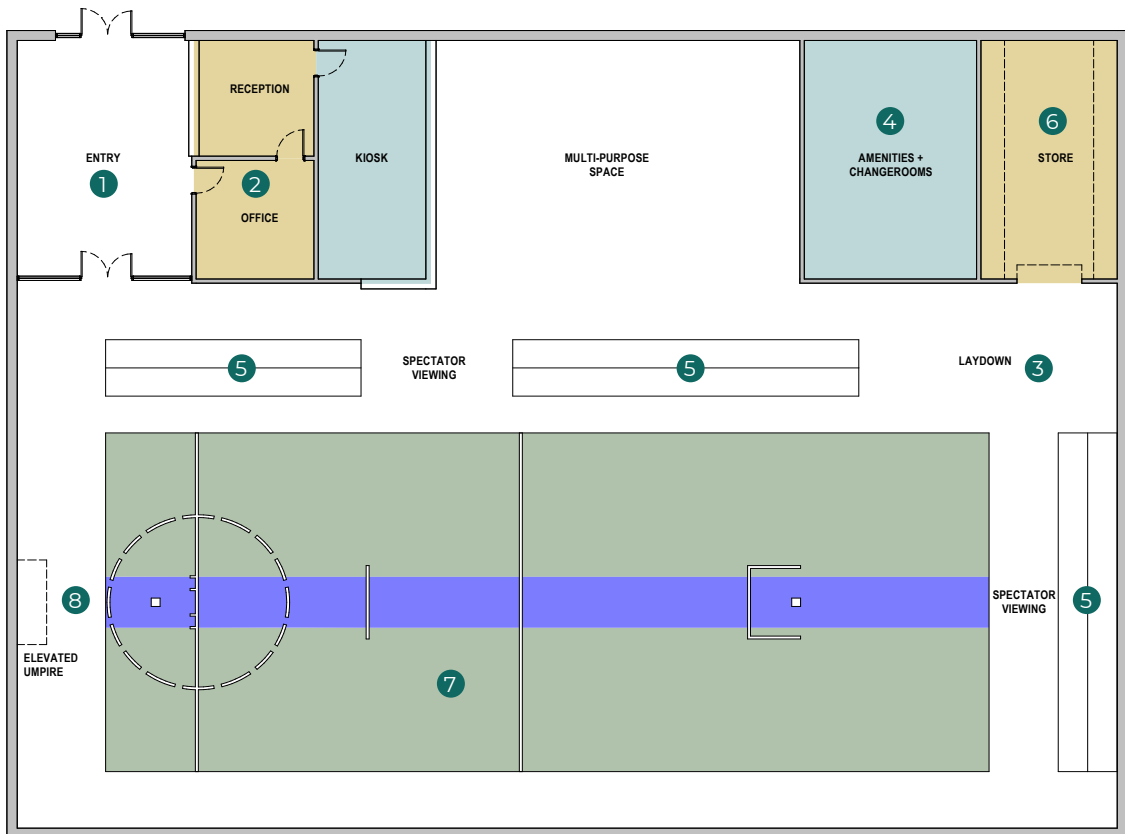 RECEPTION
ENTRY
1
2
OFFICE
KIOSK
MULTI-PURPOSE
SPACE
4
AMENITIES +
CHANGEROOMS
6
STORE
5
SPECTATOR
VIEWING
5
LAYDOWN
3
8
ELEVATED
UMPIRE
7
SPECTATOR
VIEWING
5